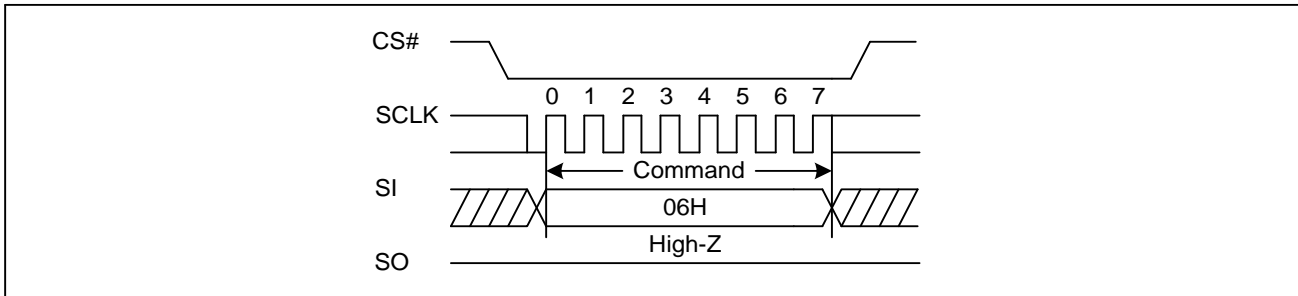 CS#
0 1 2 3 4 5 6 7
SCLK
Command
SI
06H
High-Z
SO